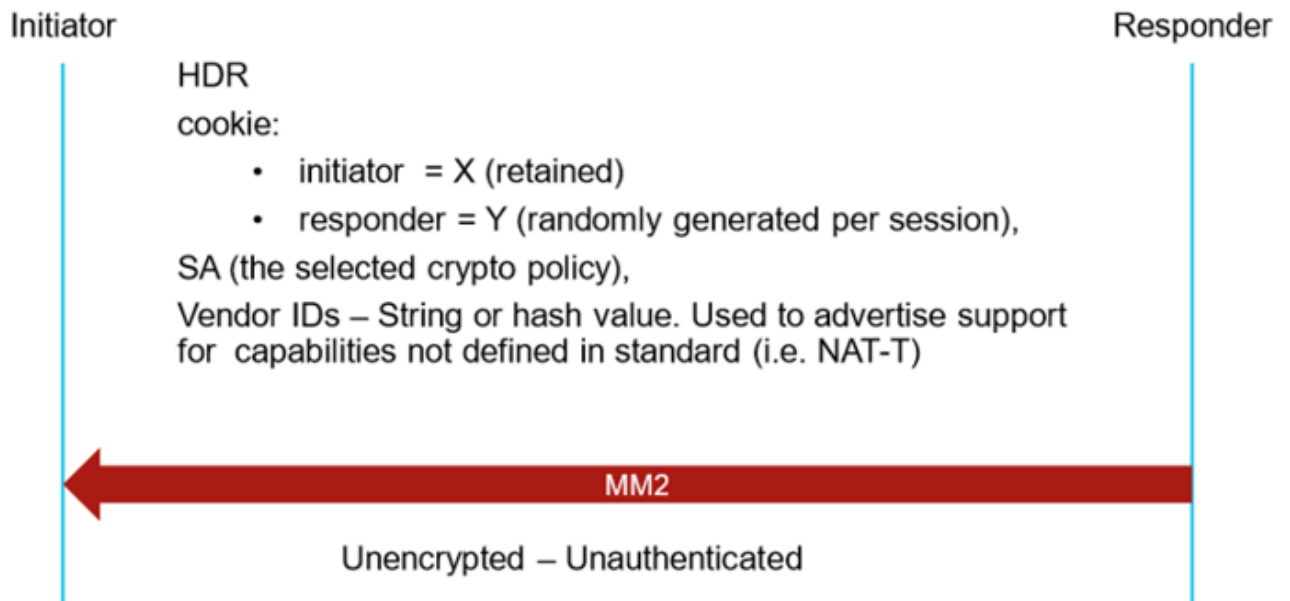 Initiator
Responder
HDR
cookie:
• initiator = X (retained)
• responder = Y (randomly generated per session),
SA (the selected crypto policy),
Vendor IDs – String or hash value. Used to advertise support
for capabilities not defined in standard (i.e. NAT-T)
MM2
Unencrypted – Unauthenticated